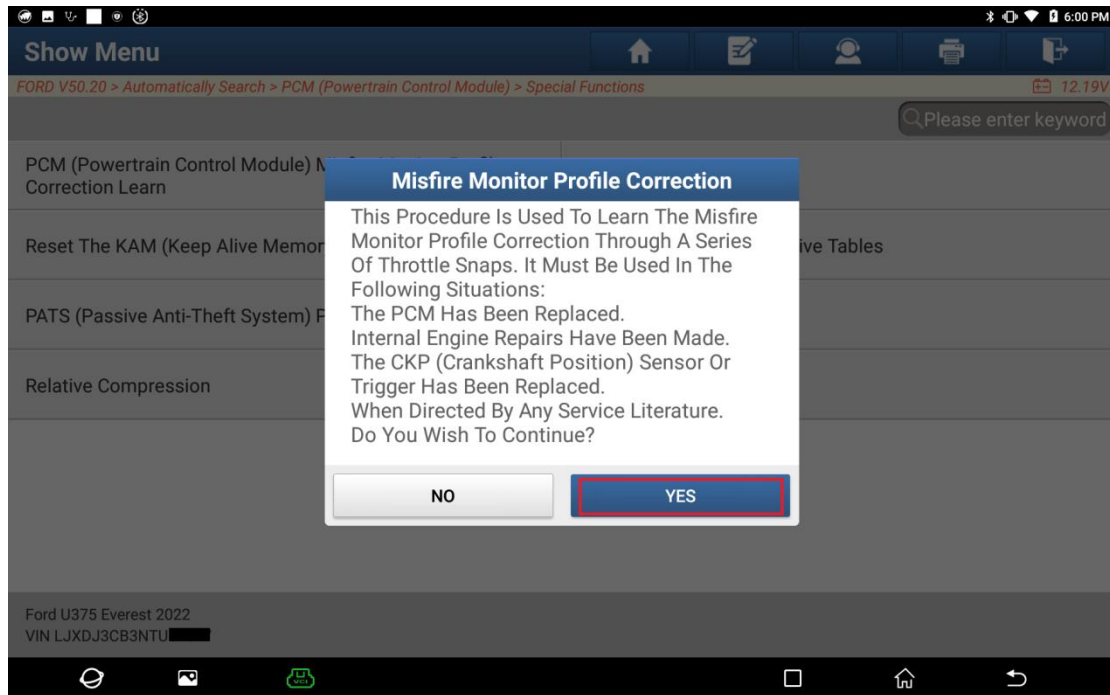 6:00 PM
Show Menu
FORD V50.20 > Automatically Search > PCM (Powertrain Control Module) > Special Functions
12.19V
Please enter keyword
PCM (Powertrain Control Module)
Correction Learn
Reset The KAM (Keep Alive Memor
ive Tables
PATS (Passive Anti-Theft System) P
Relative Compression
Misfire Monitor Profile Correction
This Procedure Is Used To Learn The Misfire
Monitor Profile Correction Through A Series
Of Throttle Snaps. It Must Be Used In The
Following Situations:
The PCM Has Been Replaced.
Internal Engine Repairs Have Been Made.
The CKP (Crankshaft Position) Sensor Or
Trigger Has Been Replaced.
When Directed By Any Service Literature.
Do You Wish To Continue?
NO
YES
Ford U375 Everest 2022
VIN LJXDJ3CB3NTU
VCI